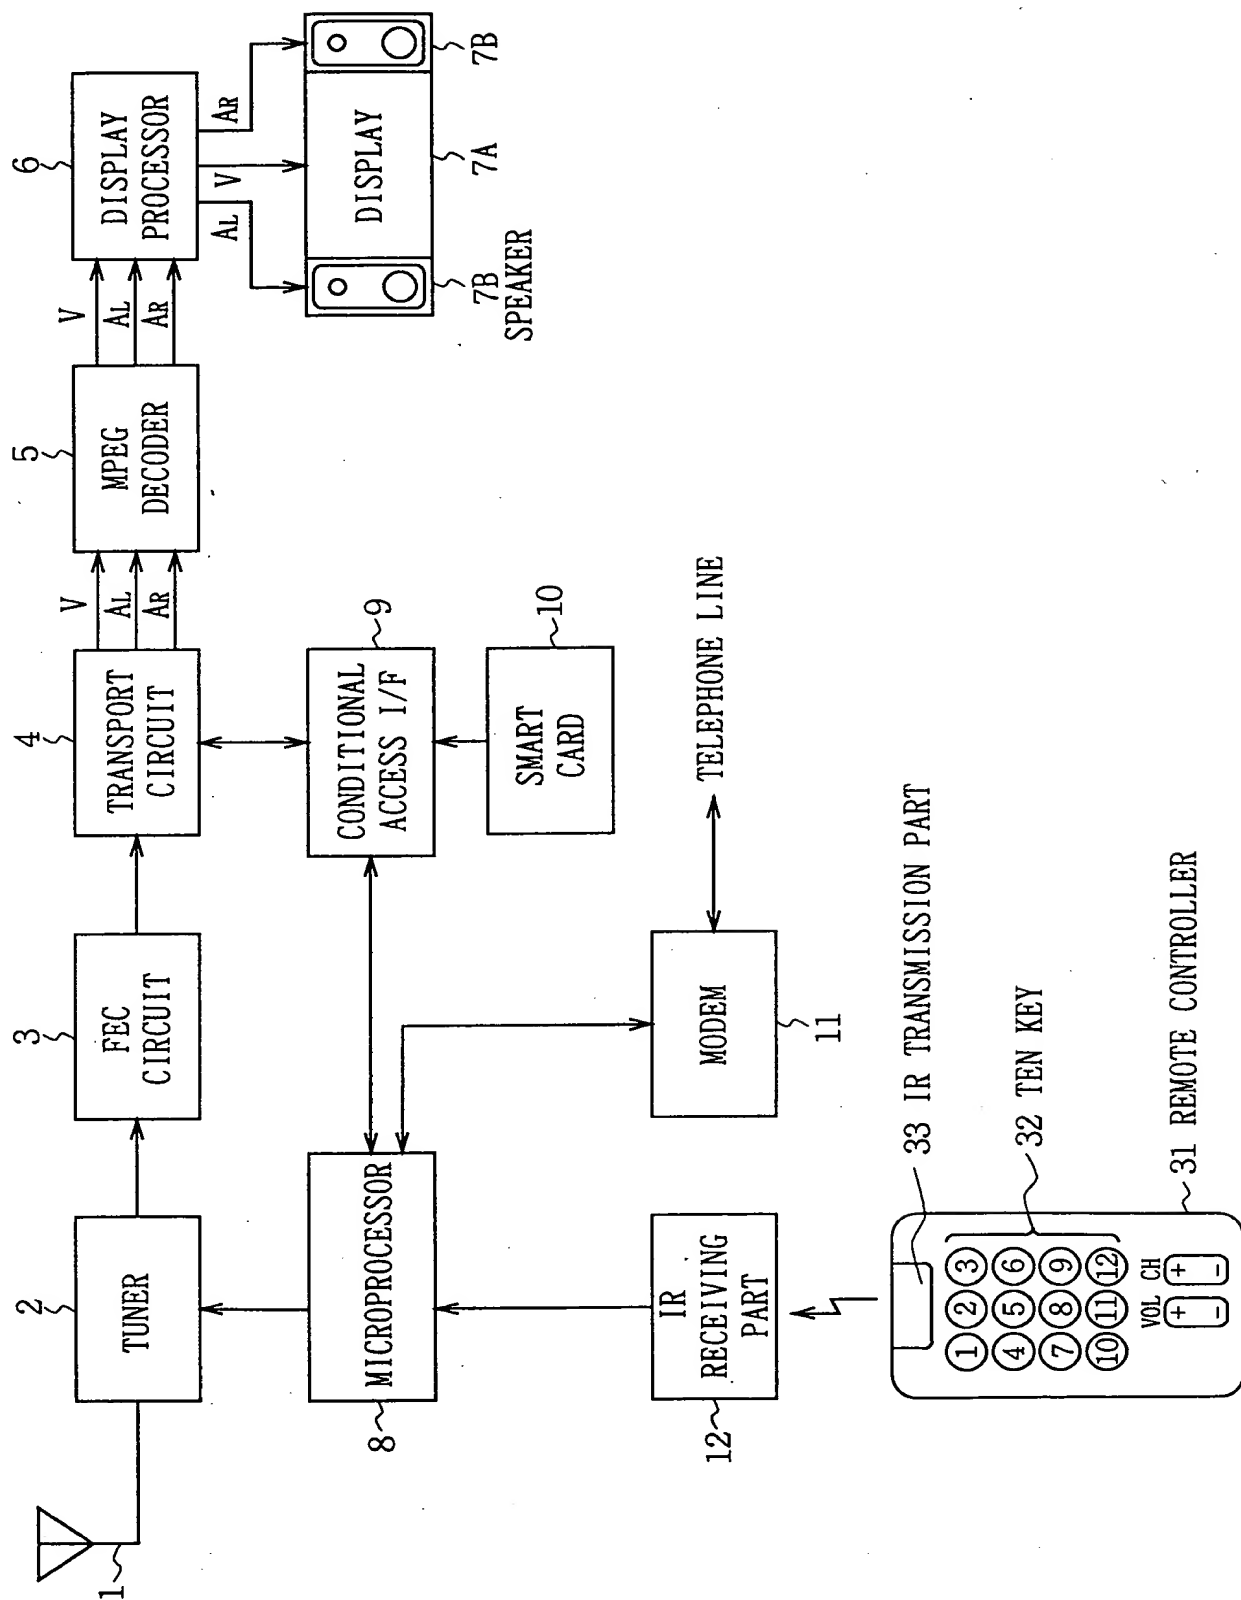 1
2
TUNER
3
FEC
CIRCUIT
4
TRANSPORT
CIRCUIT
V
AL
AR
5
MPEG
DECODER
V
AL
AR
6
DISPLAY
PROCESSOR
AL
V
AR
DISPLAY
7B
SPEAKER
7A
7B
MICROPROCESSOR
8
CONDITIONAL
ACCESS I/F
9
SMART
CARD
10
MODEM
11
TELEPHONE LINE
IR
RECEIVING
PART
12
33 IR TRANSMISSION PART
1 2 3
4 5 6
7 8 9
10 11 12
32 TEN KEY
VOL CH
+ +
- -
31 REMOTE CONTROLLER